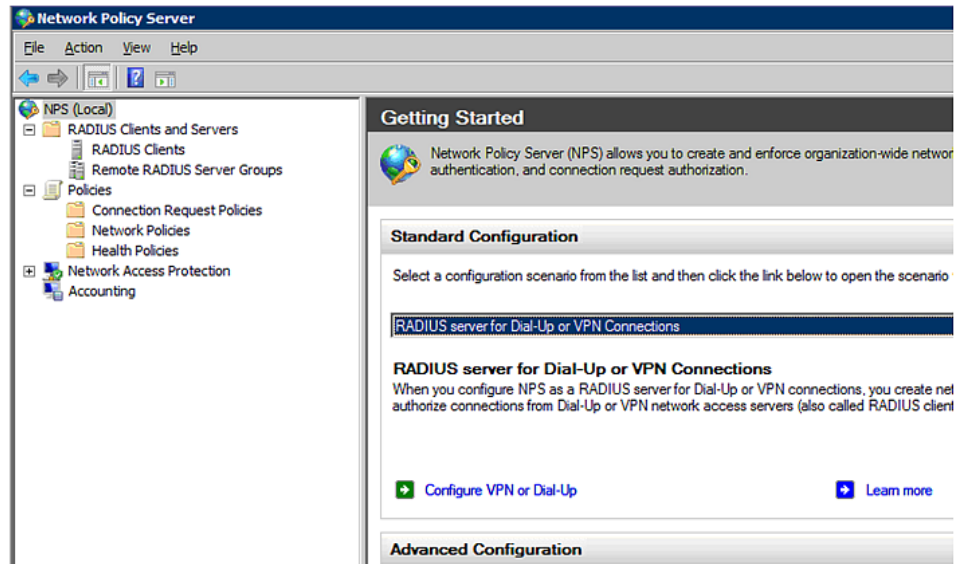 Network Policy Server
File Action View Help
NPS (Local)
RADIUS Clients and Servers
RADIUS Clients
Remote RADIUS Server Groups
Policies
Connection Request Policies
Network Policies
Health Policies
Network Access Protection
Accounting
Getting Started
Network Policy Server (NPS) allows you to create and enforce organization-wide networ
authentication, and connection request authorization.
Standard Configuration
Select a configuration scenario from the list and then click the link below to open the scenario
RADIUS server for Dial-Up or VPN Connections
RADIUS server for Dial-Up or VPN Connections
When you configure NPS as a RADIUS server for Dial-Up or VPN connections, you create net
authorize connections from Dial-Up or VPN network access servers (also called RADIUS client
Configure VPN or Dial-Up
Learn more
Advanced Configuration